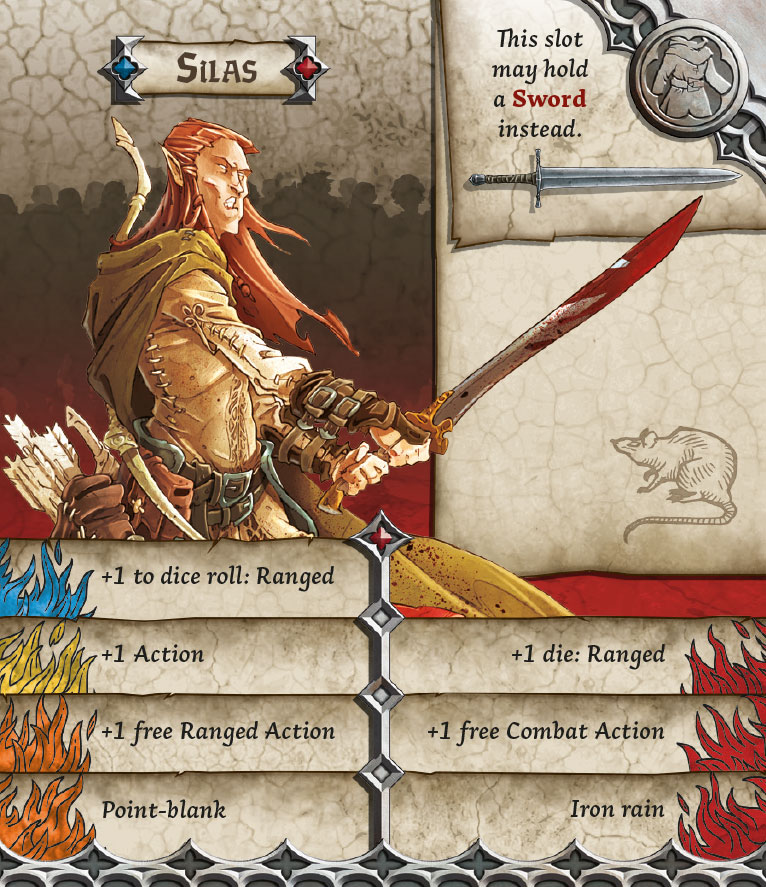 Silas
This slot
may hold
a Sword
instead.
+1 to dice roll: Ranged
+1 Action
+1 die: Ranged
+1 free Ranged Action
+1 free Combat Action
Point-blank
Iron rain